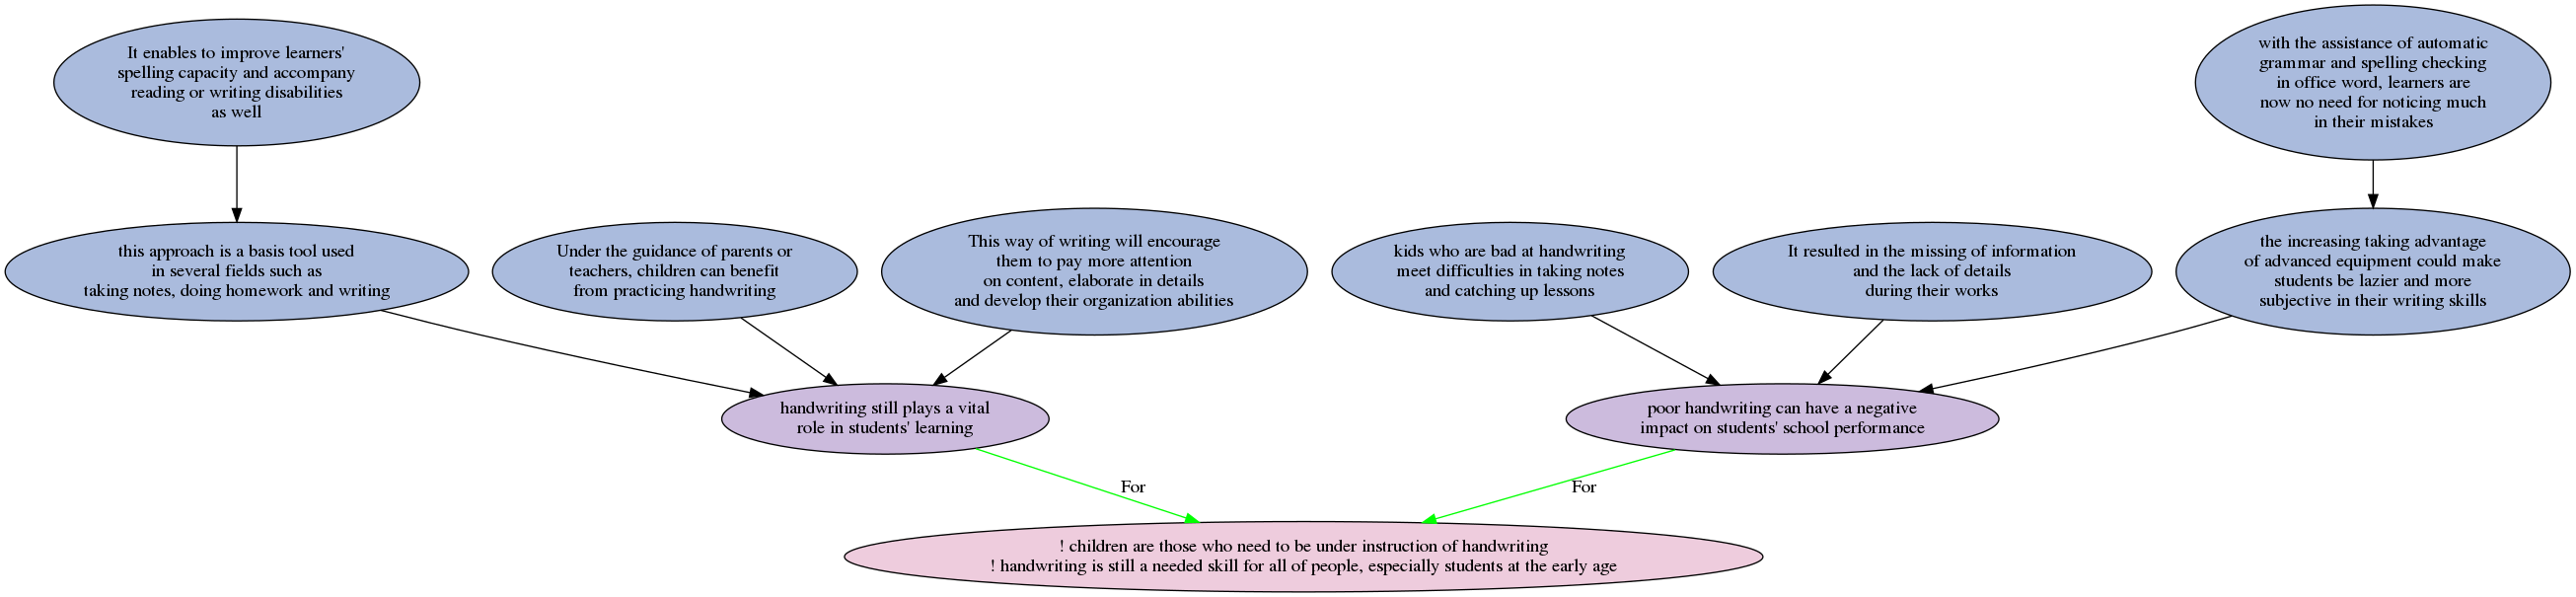 It enables to improve learners'
spelling capacity and accompany
reading or writing disabilities
as well
with the assistance of automatic
grammar and spelling checking
in office word, learners are
now no need for noticing much
in their mistakes
this approach is a basis tool used
in several fields such as
taking notes, doing homework and writing
Under the guidance of parents or
teachers, children can benefit
from practicing handwriting
This way of writing will encourage
them to pay more attention
on content, elaborate in details
and develop their organization abilities
kids who are bad at handwriting
meet difficulties in taking notes
and catching up lessons
It resulted in the missing of information
and the lack of details
during their works
the increasing taking advantage
of advanced equipment could make
students be lazier and more
subjective in their writing skills
handwriting still plays a vital
role in students' learning
poor handwriting can have a negative
impact on students' school performance
For
For
! children are those who need to be under instruction of handwriting
! handwriting is still a needed skill for all of people, especially students at the early age